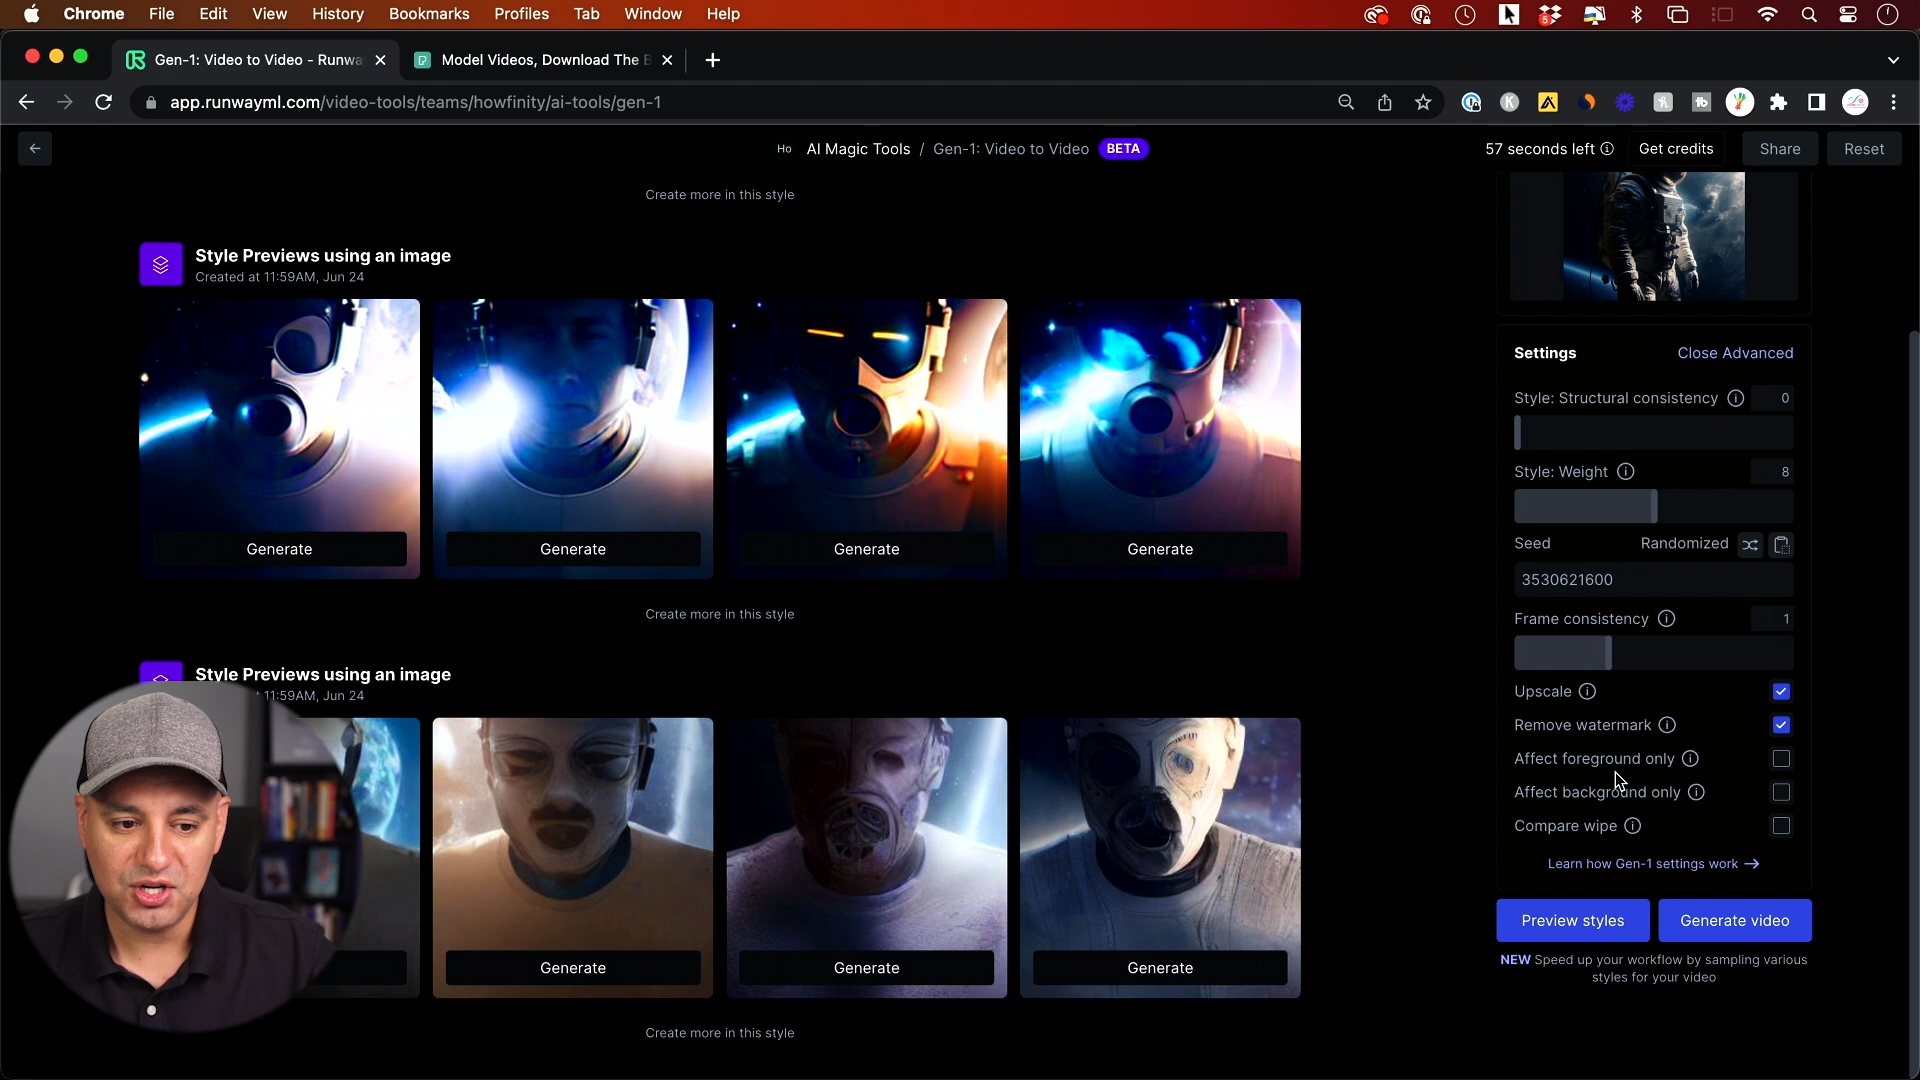 Chrome File Edit View History Bookmarks Profiles Tab Window Help
5
Gen-1: Video to Video - Runwa
Model Videos, Download The B
app.runwayml.com/video-tools/teams/howfinity/ai-tools/gen-1
Ho AI Magic Tools / Gen-1: Video to Video BETA
57 seconds left Get credits Share Reset
Create more in this style
Style Previews using an image
Created at 11:59AM, Jun 24
Generate Generate Generate Generate
Create more in this style
Style Previews using an image
at 11:59AM, Jun 24
Generate Generate Generate
Create more in this style
Settings Close Advanced
Style: Structural consistency 0
Style: Weight 8
Seed Randomized
3530621600
Frame consistency 1
Upscale
Remove watermark
Affect foreground only
Affect background only
Compare wipe
Learn how Gen-1 settings work →
Preview styles Generate video
NEW Speed up your workflow by sampling various
styles for your video